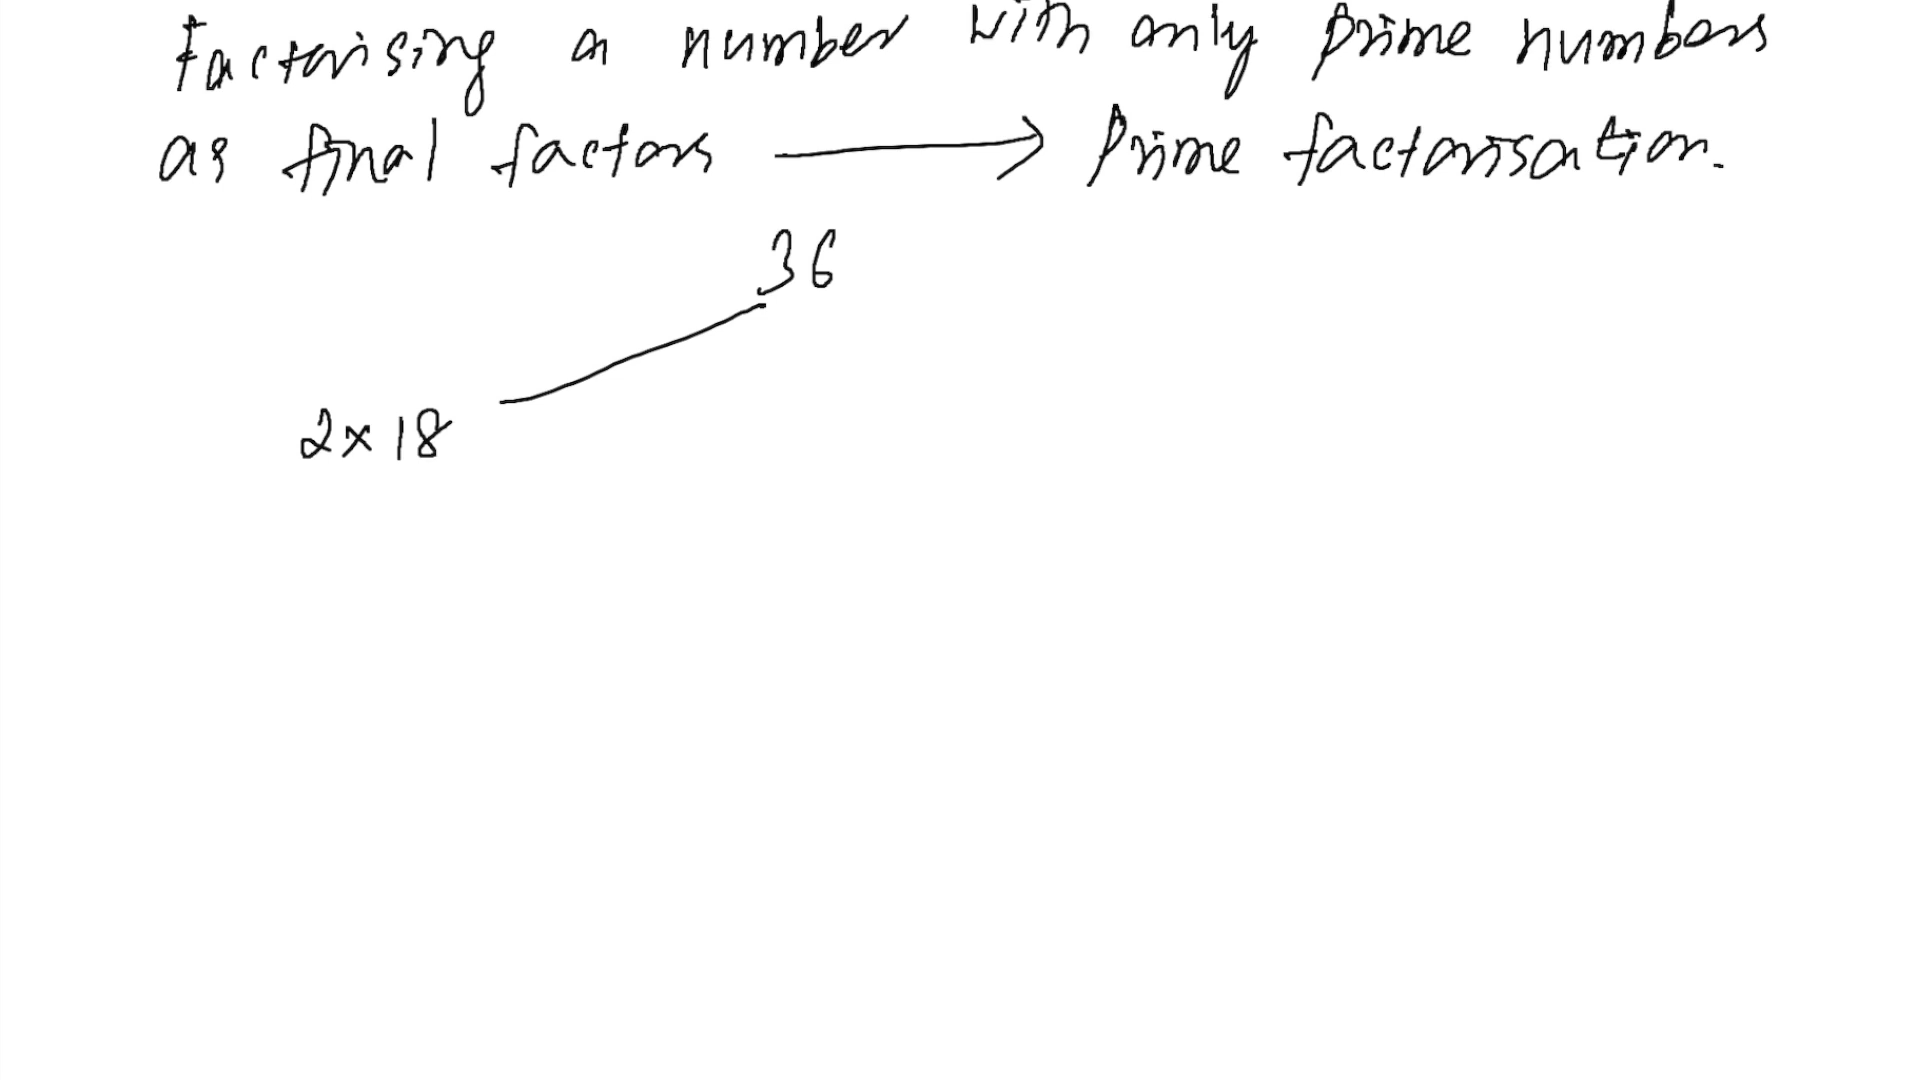 Factorising a number with only prime numbers
as final factors → Prime factorisation.
36
2 × 18